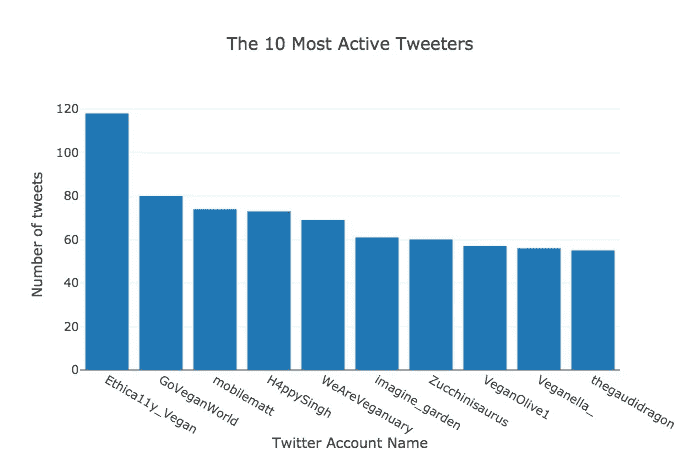 The 10 Most Active Tweeters
Number of tweets
120
100
80
60
40
20
0
Ethica11y_Vegan
GoVeganWorld
mobilematt
H4ppySingh
WeAreVeganuary
imagine_garden
Zucchinisaurus
VeganOlive1
Veganella_
thegaudidragon
Twitter Account Name